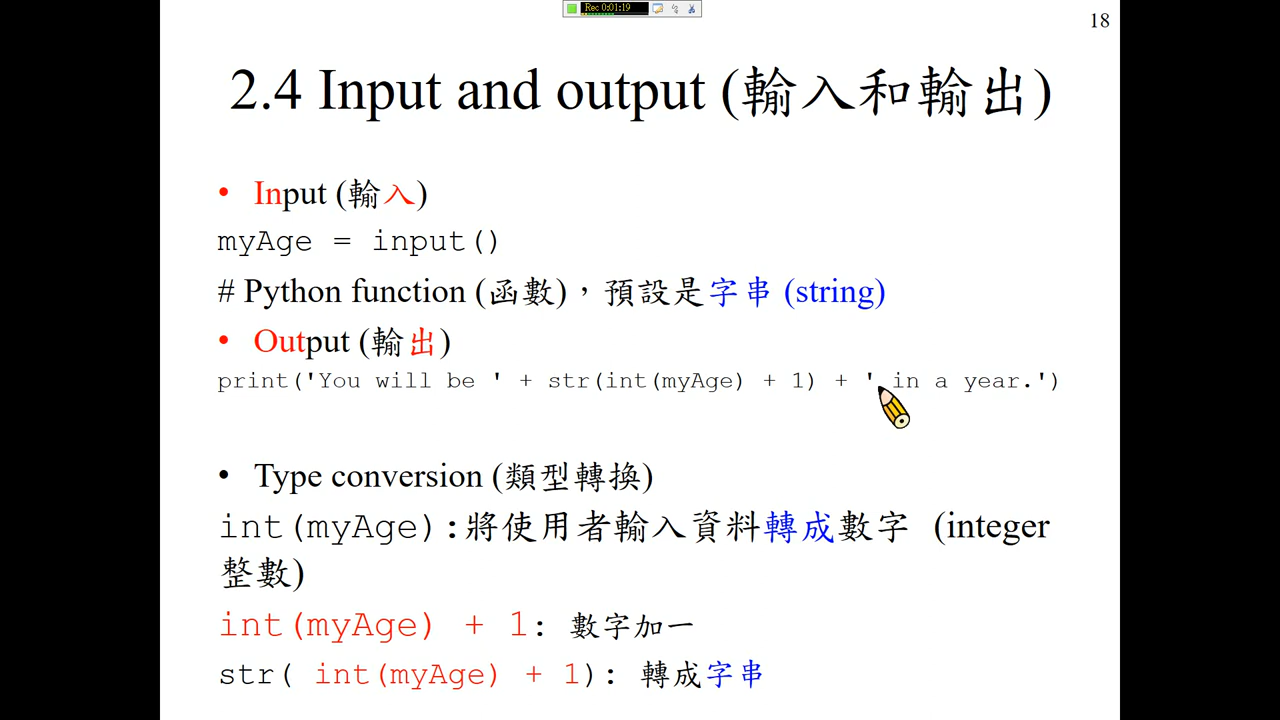 Rec 0:01:19
18
2.4 Input and output (輸入和輸出)
• Input (輸入)
myAge = input()
# Python function (函數)，預設是字串 (string)
• Output (輸出)
print('You will be ' + str(int(myAge) + 1) + ' in a year.')
• Type conversion (類型轉換)
int(myAge):將使用者輸入資料轉成數字 (integer
整數)
int(myAge) + 1: 數字加一
str( int(myAge) + 1): 轉成字串